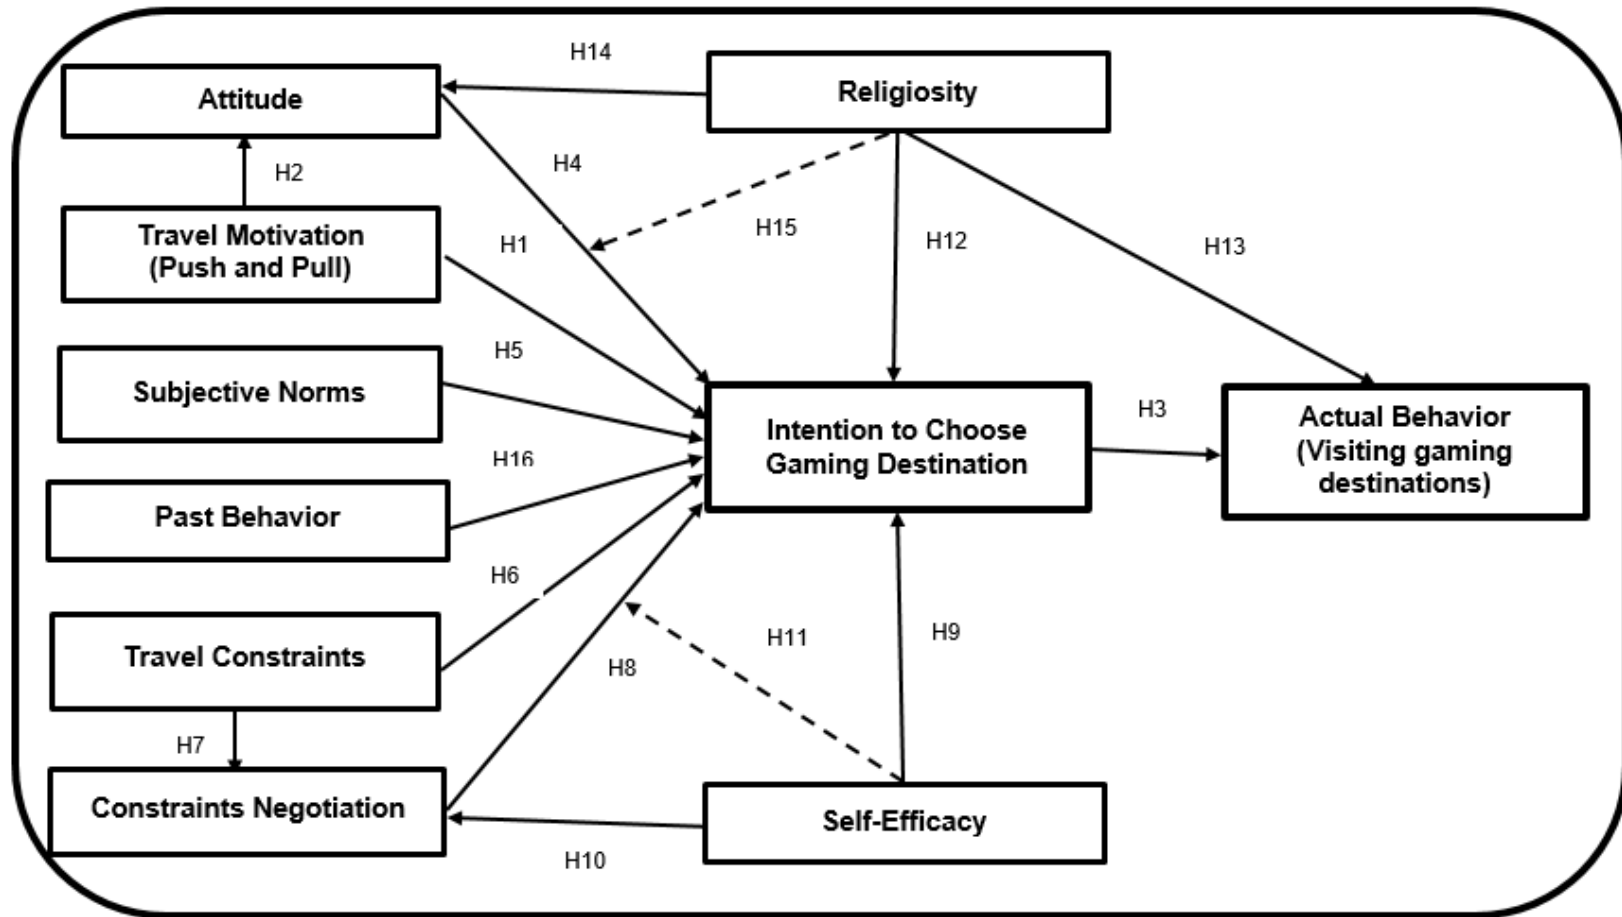 H14
Attitude
Religiosity
H2
H4
Travel Motivation
(Push and Pull)
H1
H15
H12
H13
H5
Subjective Norms
Intention to Choose
Gaming Destination
H3
Actual Behavior
(Visiting gaming
destinations)
H16
Past Behavior
H6
Travel Constraints
H11
H9
H8
H7
Constraints Negotiation
Self-Efficacy
H10